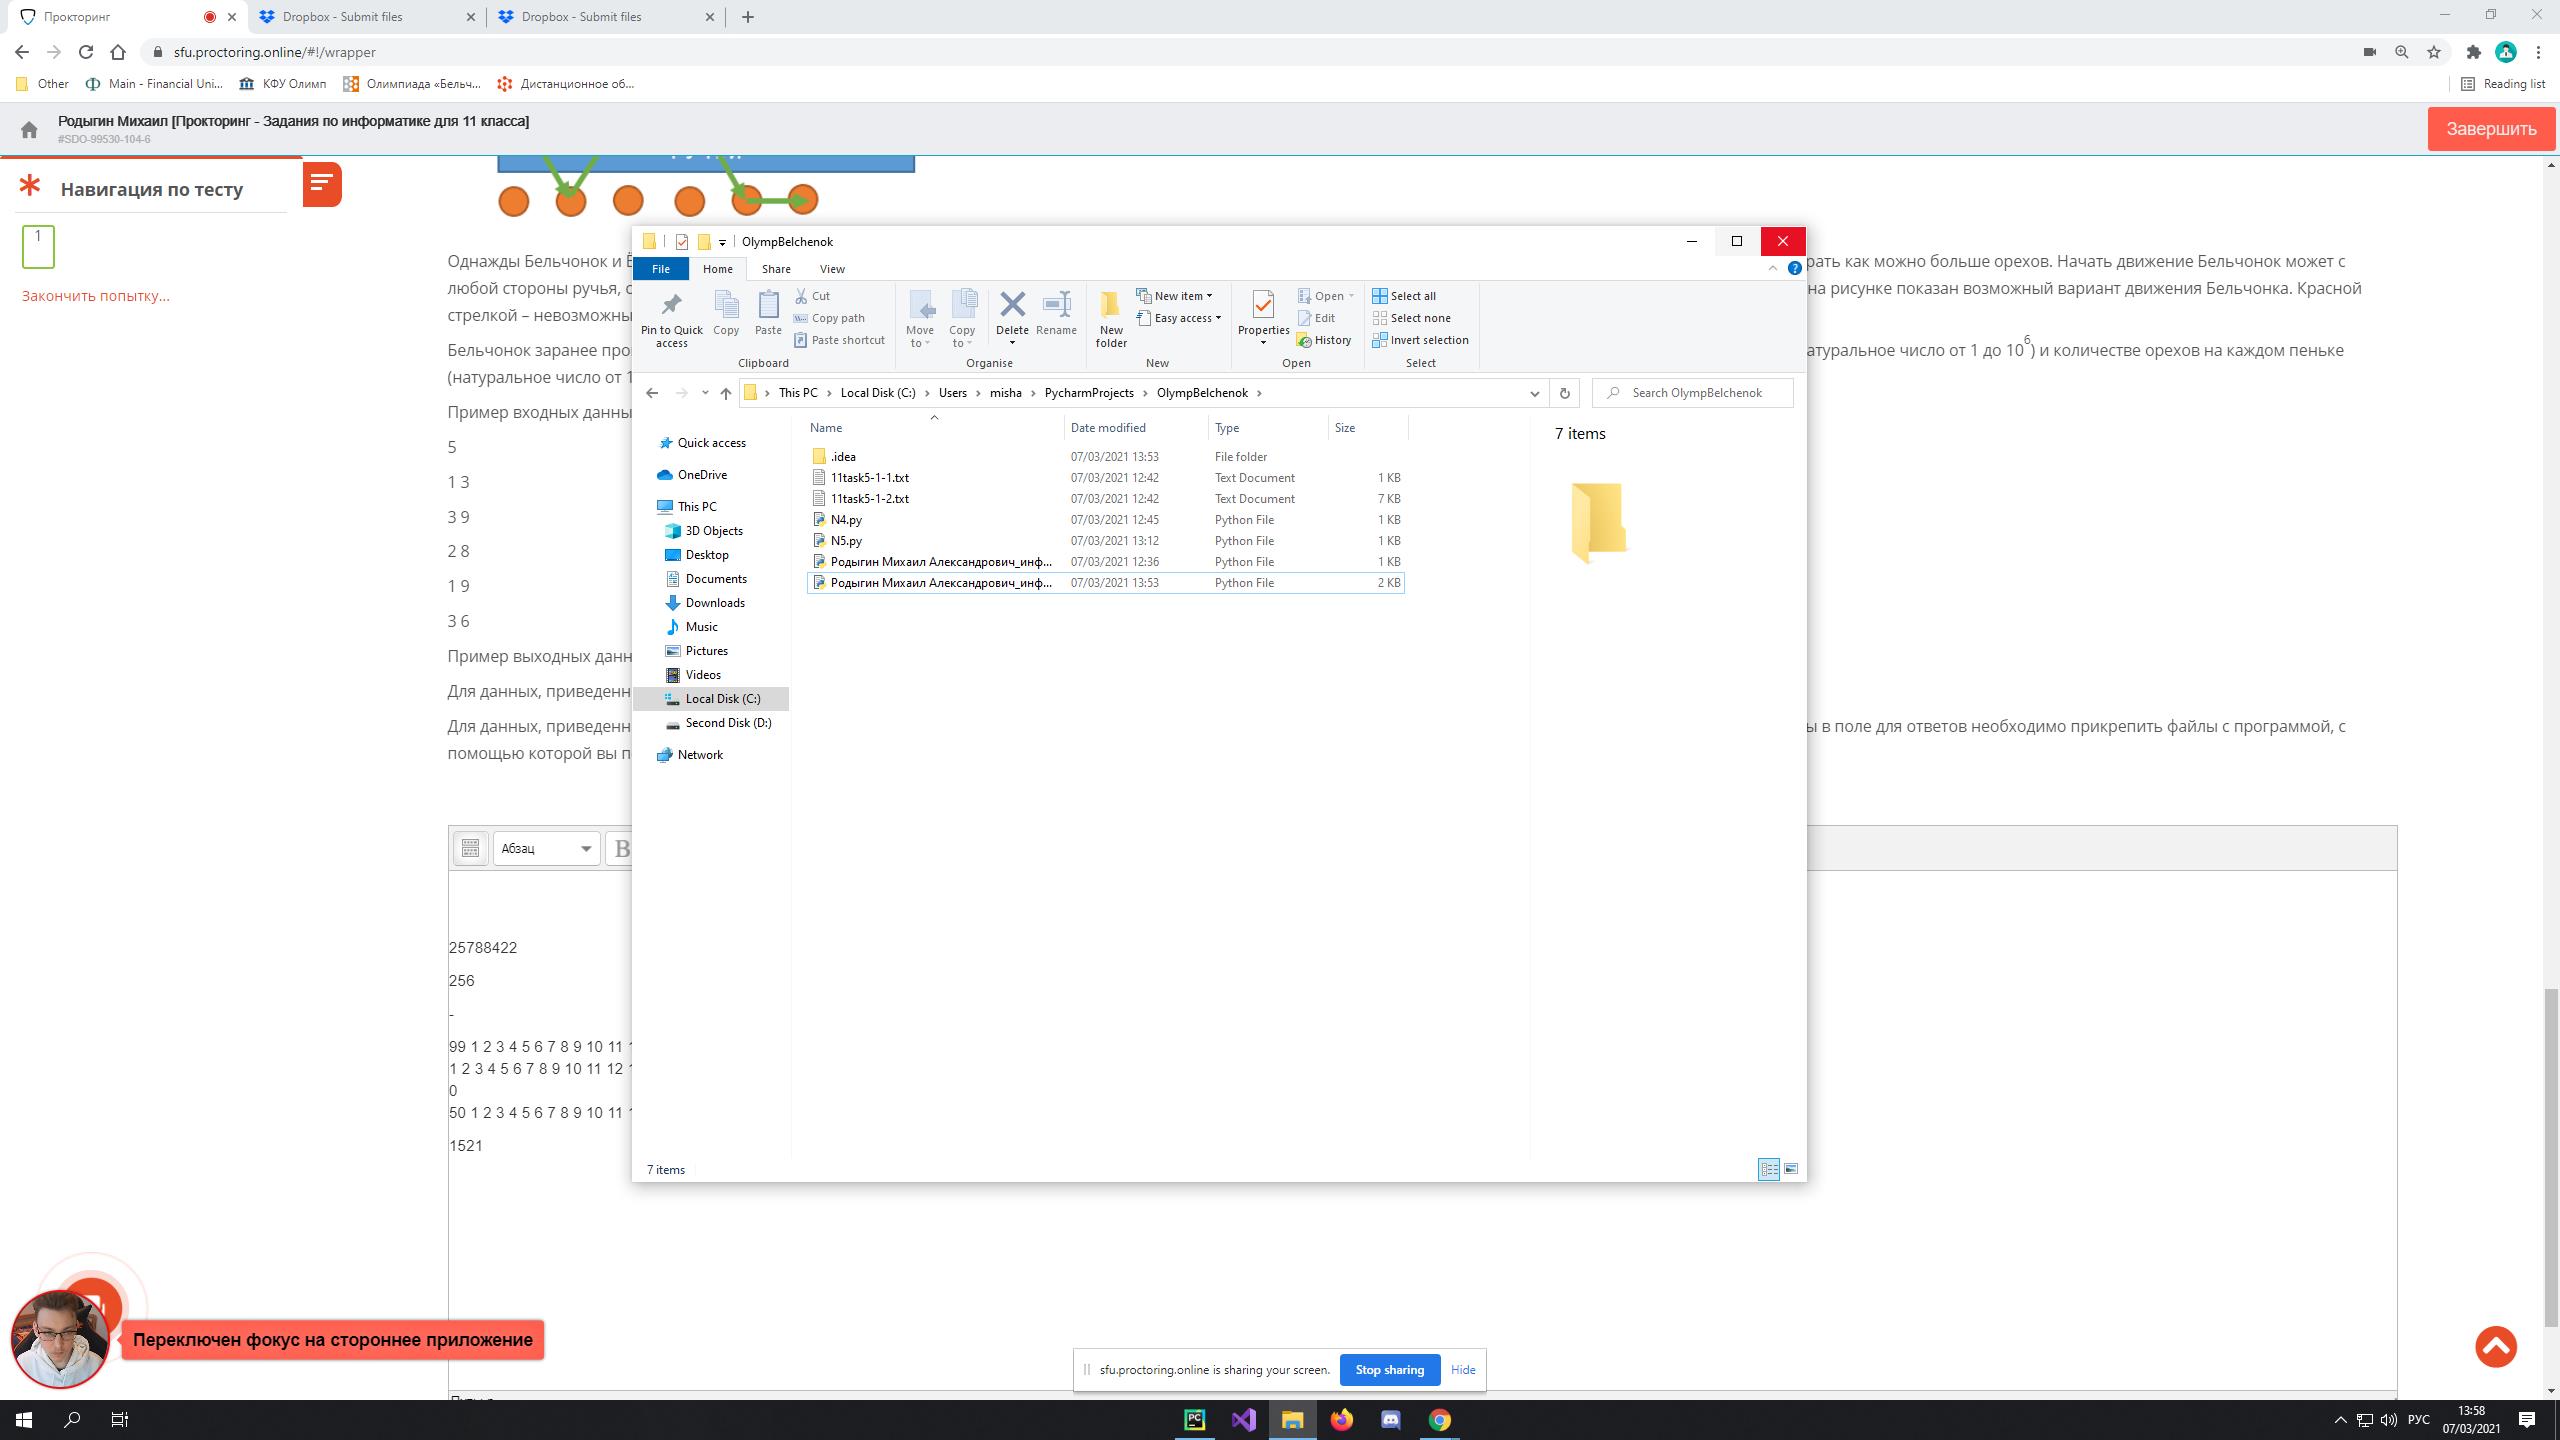 Прокторинг
Dropbox - Submit files
Dropbox - Submit files
sfu.proctoring.online/#!/wrapper
Other
Main - Financial Uni...
КФУ Олимп
Олимпиада «Бельч...
Дистанционное об...
Reading list
Родыгин Михаил [Прокторинг - Задания по информатике для 11 класса]
#SDO-99530-104-6
Завершить
Навигация по тесту
1
Закончить попытку...
Однажды Бельчонок и
рать как можно больше орехов. Начать движение Бельчонок может с
любой стороны ручья, с
на рисунке показан возможный вариант движения Бельчонка. Красной
стрелкой – невозможны
Бельчонок заранее про
атуральное число от 1 до 10^6) и количестве орехов на каждом пеньке
(натуральное число от 1
Пример входных данны
5
1 3
3 9
2 8
1 9
3 6
Пример выходных данн
Для данных, приведенн
Для данных, приведенн
ы в поле для ответов необходимо прикрепить файлы с программой, с
помощью которой вы п
Абзац
B
25788422
256
-
99 1 2 3 4 5 6 7 8 9 10 11 1
1 2 3 4 5 6 7 8 9 10 11 12 1
0
50 1 2 3 4 5 6 7 8 9 10 11 1
1521
OlympBelchenok
File Home Share View
Pin to Quick access
Copy
Paste
Cut
Copy path
Paste shortcut
Clipboard
Move to
Copy to
Delete
Rename
Organise
New folder
New item
Easy access
New
Properties
Open
Edit
History
Open
Select all
Select none
Invert selection
Select
This PC > Local Disk (C:) > Users > misha > PycharmProjects > OlympBelchenok >
Search OlympBelchenok
Quick access
OneDrive
This PC
3D Objects
Desktop
Documents
Downloads
Music
Pictures
Videos
Local Disk (C:)
Second Disk (D:)
Network
Name Date modified Type Size
.idea 07/03/2021 13:53 File folder
11task5-1-1.txt 07/03/2021 12:42 Text Document 1 KB
11task5-1-2.txt 07/03/2021 12:42 Text Document 7 KB
N4.py 07/03/2021 12:45 Python File 1 KB
N5.py 07/03/2021 13:12 Python File 1 KB
Родыгин Михаил Александрович_инф... 07/03/2021 12:36 Python File 1 KB
Родыгин Михаил Александрович_инф... 07/03/2021 13:53 Python File 2 KB
7 items
7 items
Переключен фокус на стороннее приложение
sfu.proctoring.online is sharing your screen.
Stop sharing
Hide
РУС
13:58
07/03/2021